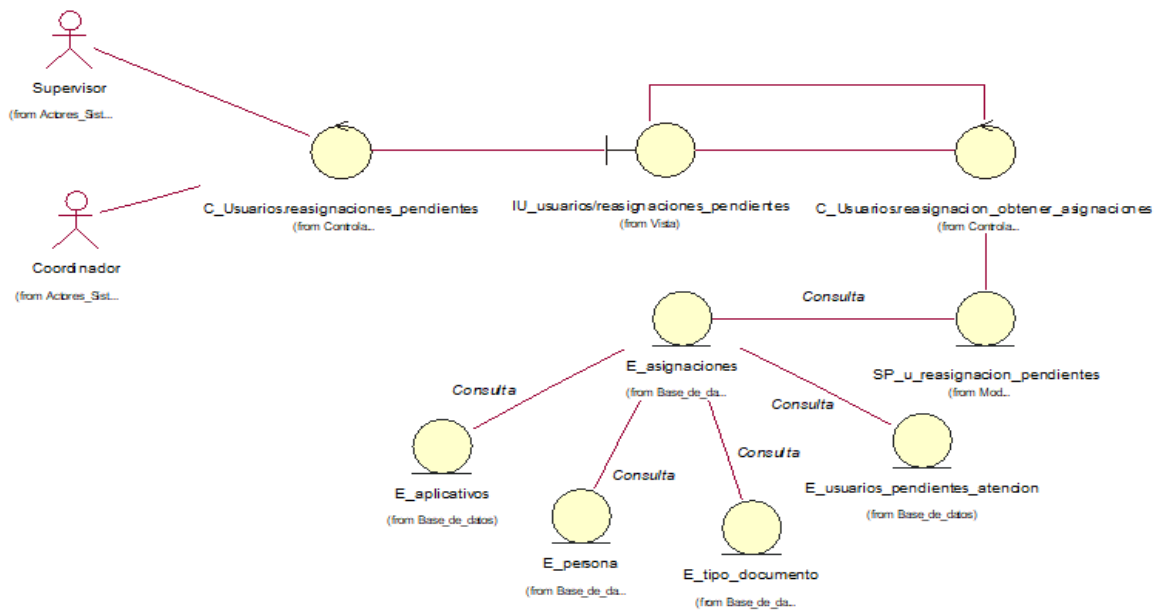 Supervisor
(from Actores_Sist...
Coordinador
(from Actores_Sist...
C_Usuarios.reasignaciones_pendientes
(from Controla...
IU_usuarios/reasignaciones_pendientes
(from Vista)
C_Usuarios.reasignacion_obtener_asignaciones
(from Controla...
Consulta
E_asignaciones
(from Base_de_da...
SP_u_reasignacion_pendientes
(from Mod...
Consulta
Consulta
Consulta
Consulta
E_aplicativos
(from Base_de_datos)
E_usuarios_pendientes_atencion
(from Base_de_datos)
E_persona
(from Base_de_da...
E_tipo_documento
(from Base_de_da...